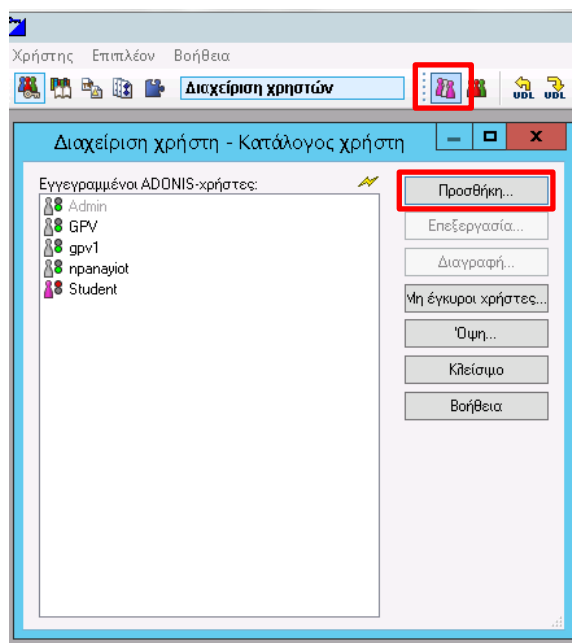 Χρήστης Επιπλέον Βοήθεια
Διαχείριση χρηστών
UDL UDL
Διαχείριση χρήστη - Κατάλογος χρήστη
Εγγεγραμμένοι ADONIS-χρήστες:
Admin
GPV
gpv1
npanayiot
Student
Προσθήκη...
Επεξεργασία...
Διαγραφή...
Μη έγκυροι χρήστες...
Όψη...
Κλείσιμο
Βοήθεια